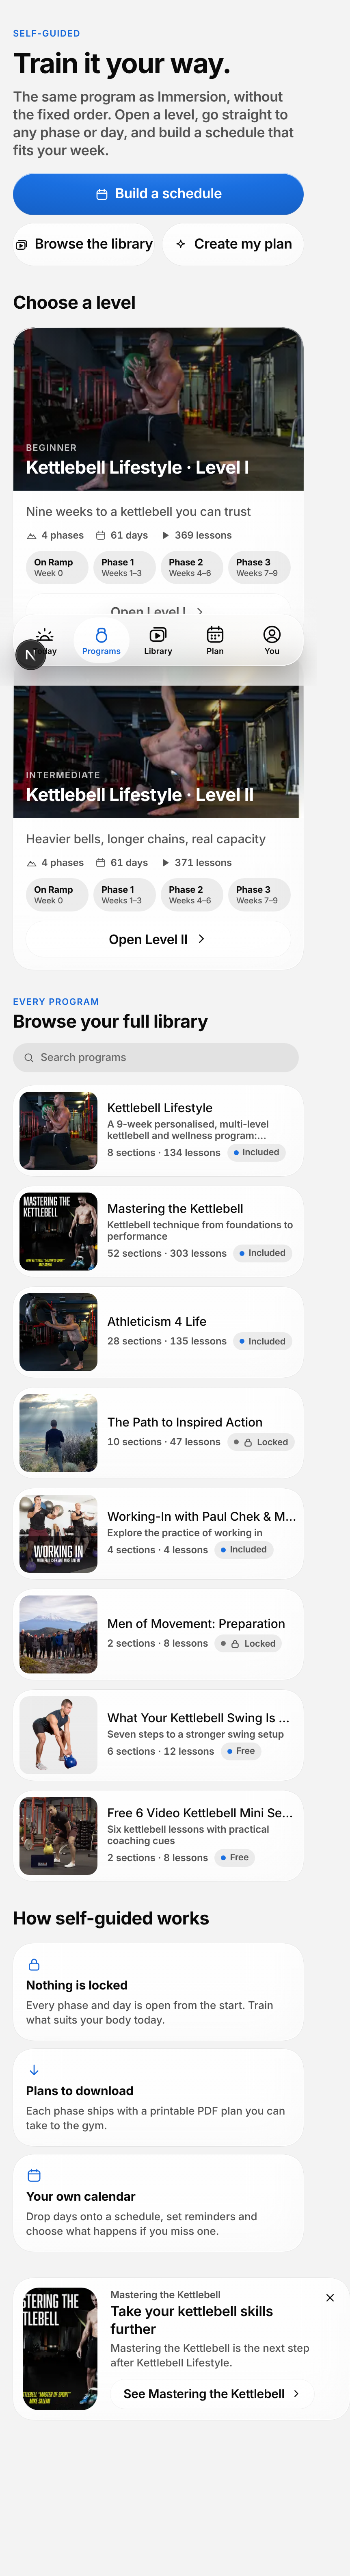 SELF-GUIDED
Train it your way.
The same program as Immersion, without
the fixed order. Open a level, go straight to
any phase or day, and build a schedule that
fits your week.
Build a schedule
Browse the library
Create my plan
Choose a level
BEGINNER
Kettlebell Lifestyle · Level I
Nine weeks to a kettlebell you can trust
4 phases 61 days 369 lessons
On Ramp Phase 1 Phase 2 Phase 3
Week 0 Weeks 1–3 Weeks 4–6 Weeks 7–9
Open Level I
N
Programs Library Plan You
INTERMEDIATE
Kettlebell Lifestyle · Level II
Heavier bells, longer chains, real capacity
4 phases 61 days 371 lessons
On Ramp Phase 1 Phase 2 Phase 3
Week 0 Weeks 1–3 Weeks 4–6 Weeks 7–9
Open Level II
EVERY PROGRAM
Browse your full library
Search programs
Kettlebell Lifestyle
A 9-week personalised, multi-level
kettlebell and wellness program:...
8 sections · 134 lessons Included
MASTERING THE
KETTLEBELL
Mastering the Kettlebell
Kettlebell technique from foundations to
performance
52 sections · 303 lessons Included
Athleticism 4 Life
28 sections · 135 lessons Included
The Path to Inspired Action
10 sections · 47 lessons Locked
WORKING IN
Working-In with Paul Chek & M...
Explore the practice of working in
4 sections · 4 lessons Included
Men of Movement: Preparation
2 sections · 8 lessons Locked
What Your Kettlebell Swing Is ...
Seven steps to a stronger swing setup
6 sections · 12 lessons Free
Free 6 Video Kettlebell Mini Se...
Six kettlebell lessons with practical
coaching cues
2 sections · 8 lessons Free
How self-guided works
Nothing is locked
Every phase and day is open from the start. Train
what suits your body today.
Plans to download
Each phase ships with a printable PDF plan you can
take to the gym.
Your own calendar
Drop days onto a schedule, set reminders and
choose what happens if you miss one.
STERING THE
TTLEBELL
Mastering the Kettlebell
Take your kettlebell skills
further
Mastering the Kettlebell is the next step
after Kettlebell Lifestyle.
See Mastering the Kettlebell